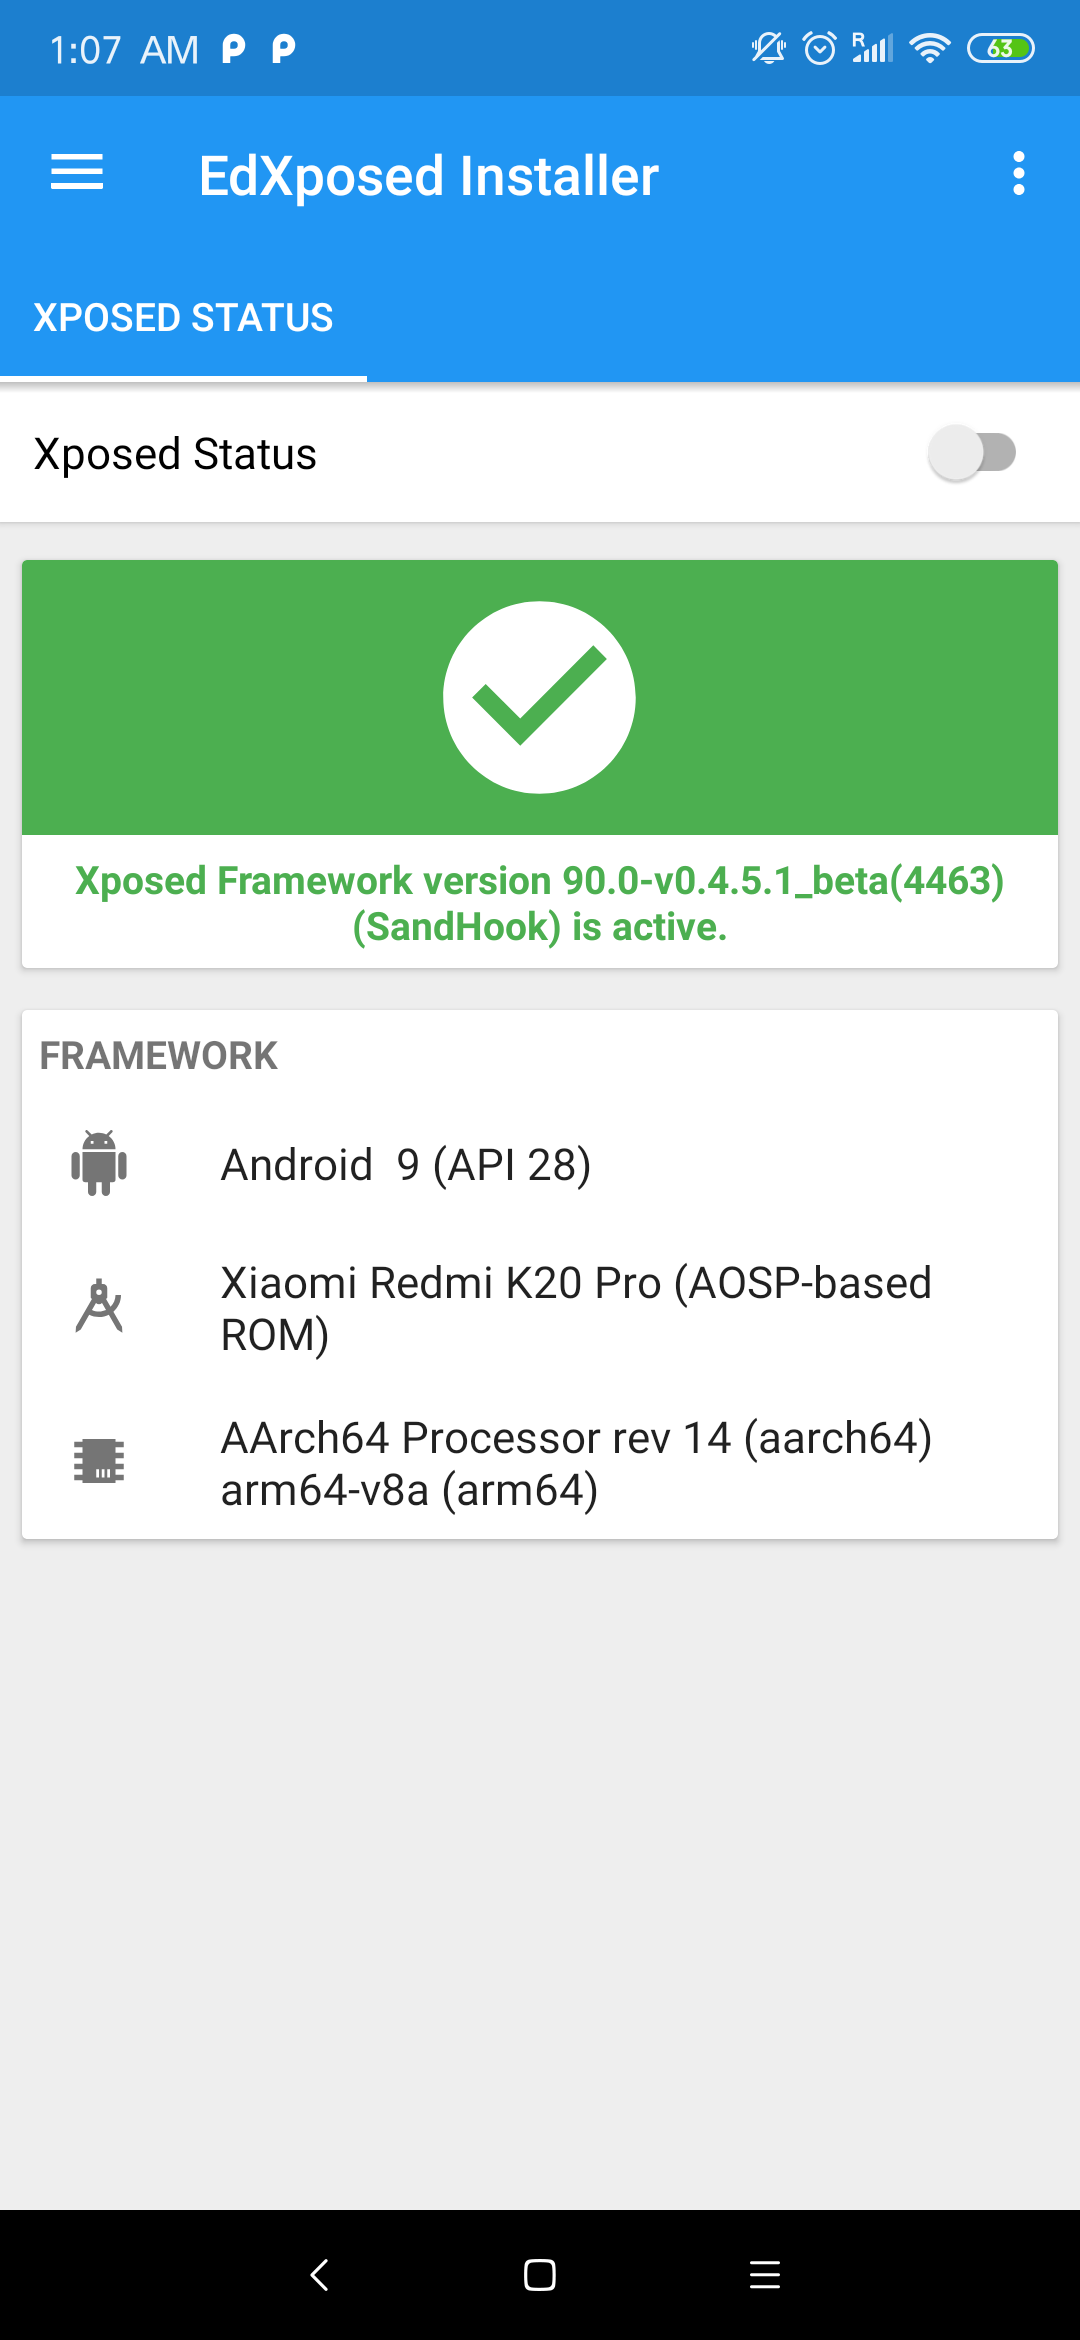 1:07 AM
R
63
EdXposed Installer
XPOSED STATUS
Xposed Status
Xposed Framework version 90.0-v0.4.5.1_beta(4463)
(SandHook) is active.
FRAMEWORK
Android  9 (API 28)
Xiaomi Redmi K20 Pro (AOSP-based
ROM)
AArch64 Processor rev 14 (aarch64)
arm64-v8a (arm64)